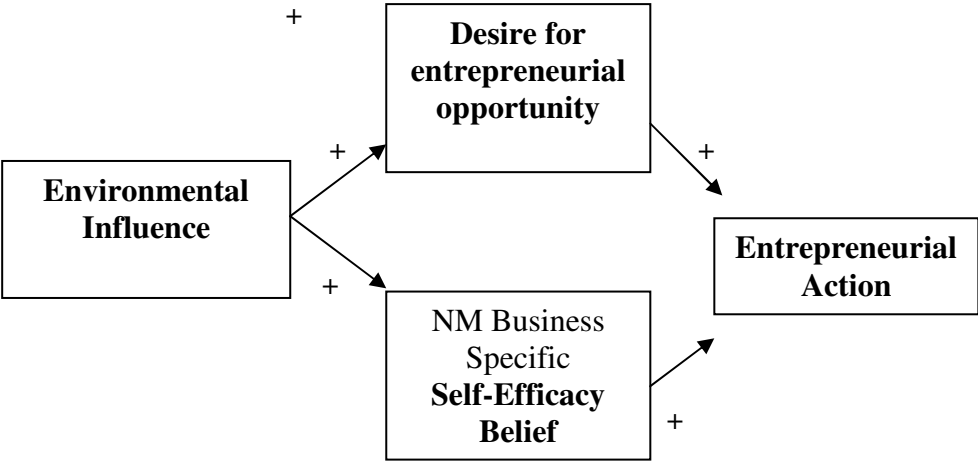 +
Desire for
entrepreneurial
opportunity
+
+
Environmental
Influence
Entrepreneurial
Action
+
NM Business
Specific
Self-Efficacy
Belief
+